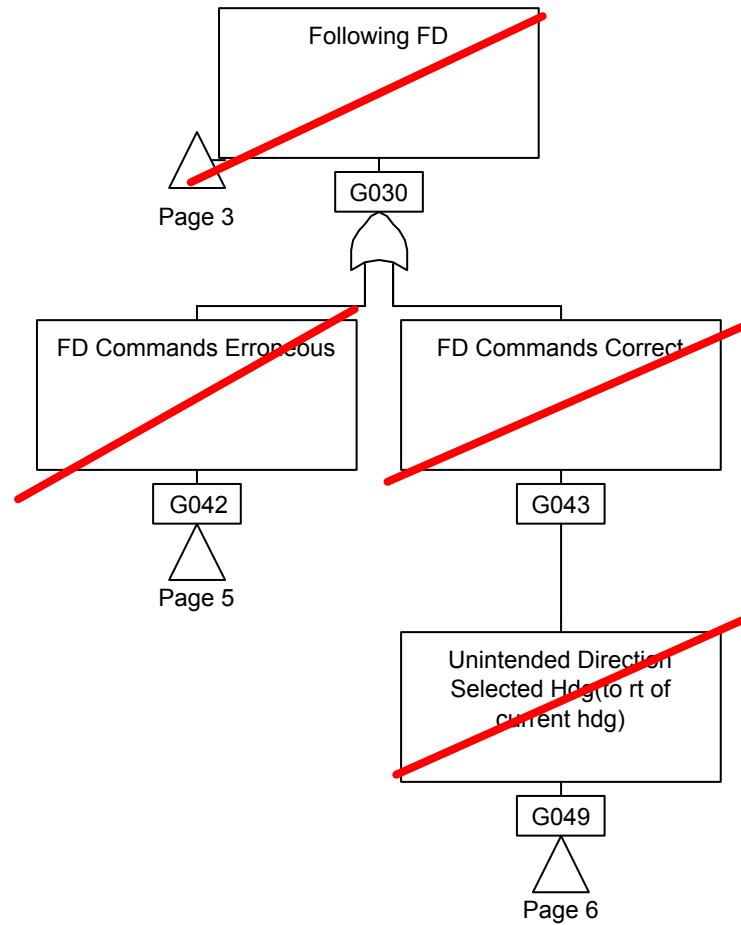 Following FD
Page 3
G030
FD Commands Erroneous
FD Commands Correct
G042
G043
Page 5
Unintended Direction
Selected Hdg(to rt of
current hdg)
G049
Page 6